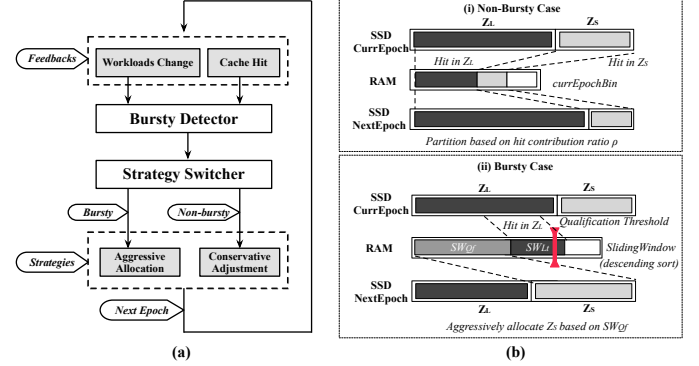 Feedbacks
Workloads Change
Cache Hit
Bursty Detector
Strategy Switcher
Bursty
Non-bursty
Strategies
Aggressive
Allocation
Conservative
Adjustment
Next Epoch
(a)
(i) Non-Bursty Case
ZL ZS
SSD
CurrEpoch
Hit in ZL
Hit in ZS
RAM
currEpochBin
SSD
NextEpoch
Partition based on hit contribution ratio ρ
(ii) Bursty Case
ZL ZS
SSD
CurrEpoch
Hit in ZL
Qualification Threshold
RAM
SWQf
SWLi
SlidingWindow
(descending sort)
SSD
NextEpoch
ZL ZS
Aggressively allocate ZS based on SWQf
(b)